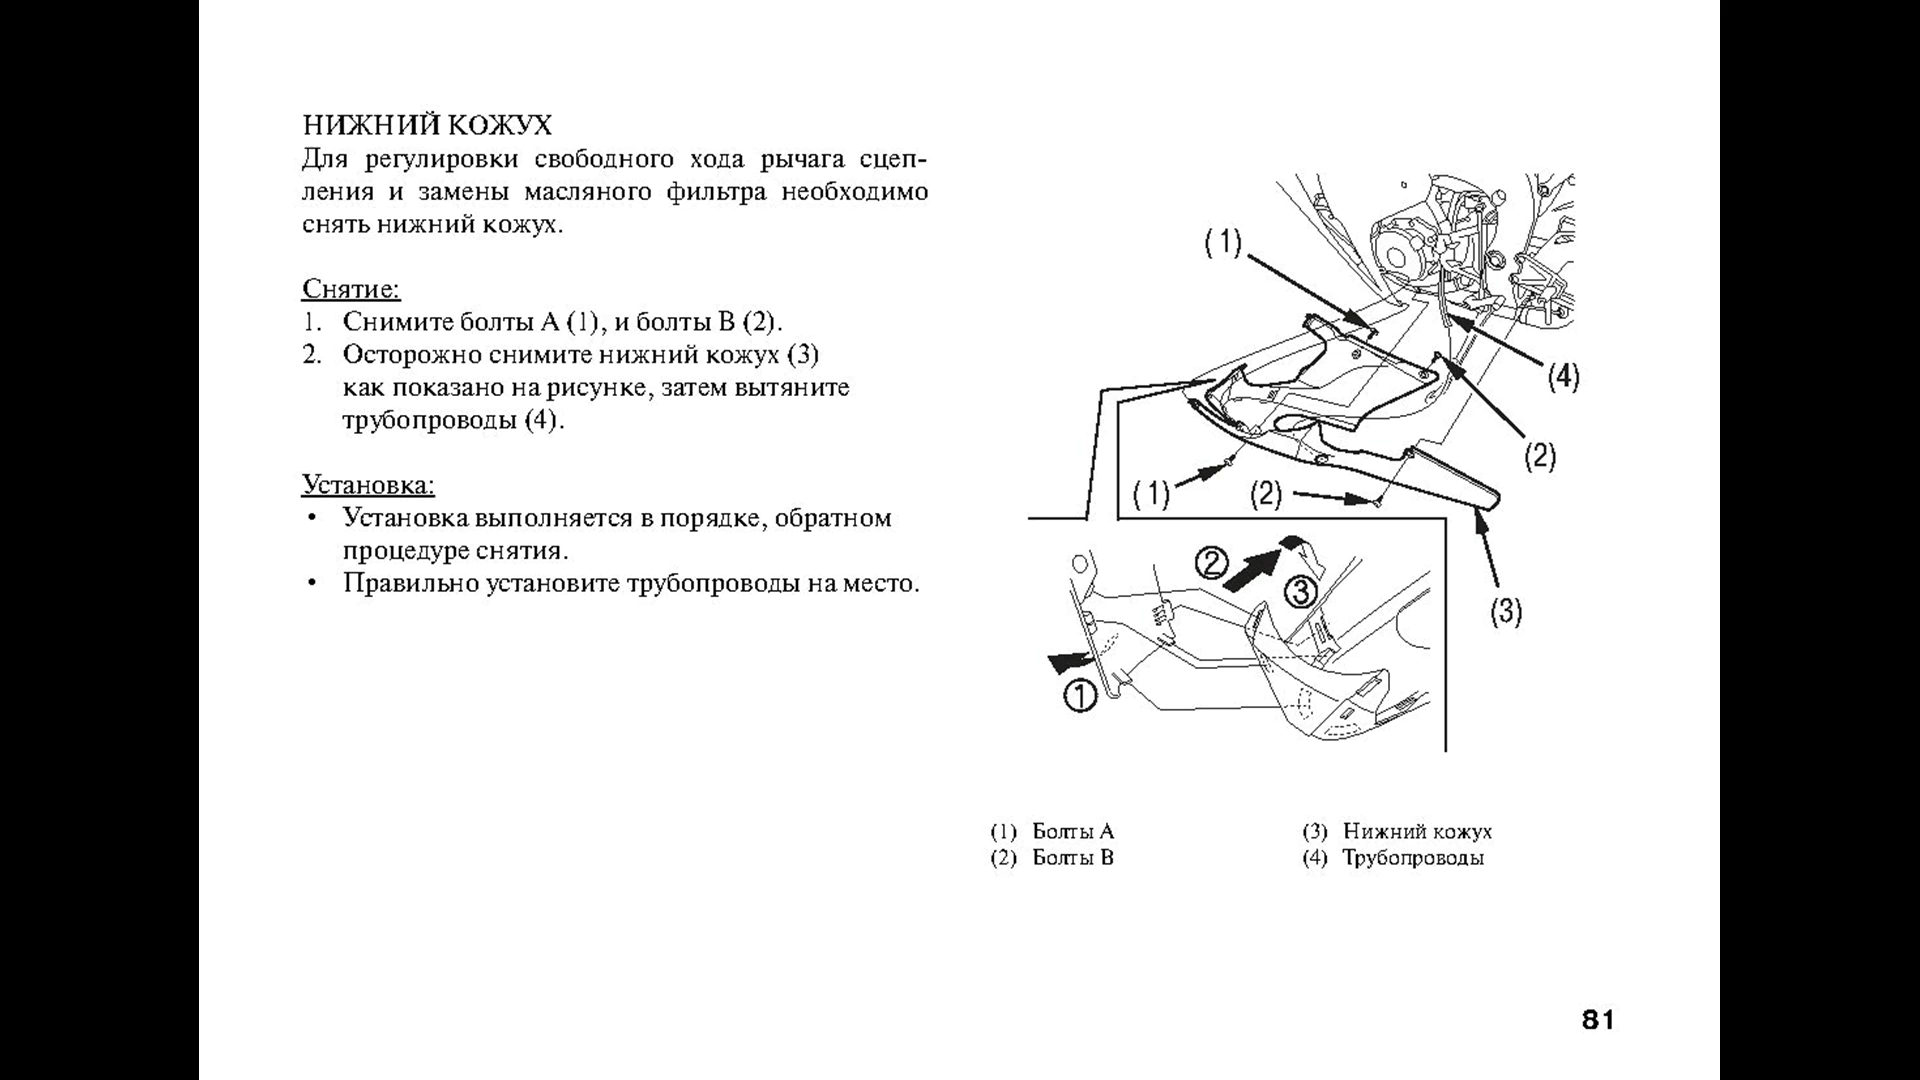 НИЖНИЙ КОЖУХ
Для регулировки свободного хода рычага сцеп-
ления и замены масляного фильтра необходимо
снять нижний кожух.
Снятие:
1. Снимите болты А (1), и болты В (2).
2. Осторожно снимите нижний кожух (3)
как показано на рисунке, затем вытяните
трубопроводы (4).
Установка:
• Установка выполняется в порядке, обратном
процедуре снятия.
• Правильно установите трубопроводы на место.
(1)
(4)
(2)
(1)
(2)
(3)
②
③
①
(1) Болты А
(2) Болты В
(3) Нижний кожух
(4) Трубопроводы
81